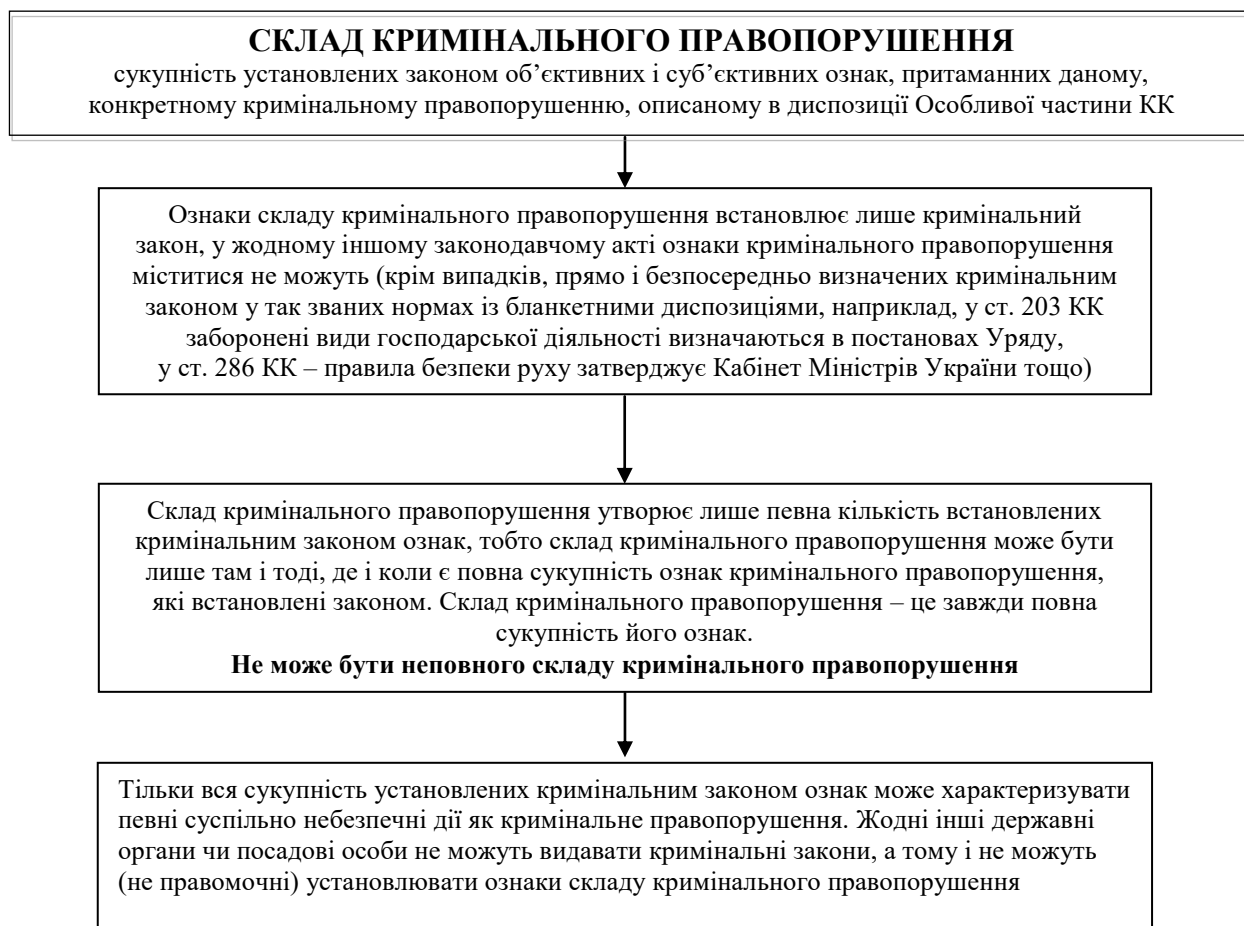 СКЛАД КРИМІНАЛЬНОГО ПРАВОПОРУШЕННЯ
сукупність установлених законом об’єктивних і суб’єктивних ознак, притаманних даному,
конкретному кримінальному правопорушенню, описаному в диспозиції Особливої частини КК
Ознаки складу кримінального правопорушення встановлює лише кримінальний
закон, у жодному іншому законодавчому акті ознаки кримінального правопорушення
міститися не можуть (крім випадків, прямо і безпосередньо визначених кримінальним
законом у так званих нормах із бланкетними диспозиціями, наприклад, у ст. 203 КК
заборонені види господарської діяльності визначаються в постановах Уряду,
у ст. 286 КК – правила безпеки руху затверджує Кабінет Міністрів України тощо)
Склад кримінального правопорушення утворює лише певна кількість встановлених
кримінальним законом ознак, тобто склад кримінального правопорушення може бути
лише там і тоді, де і коли є повна сукупність ознак кримінального правопорушення,
які встановлені законом. Склад кримінального правопорушення – це завжди повна
сукупність його ознак.
Не може бути неповного складу кримінального правопорушення
Тільки вся сукупність установлених кримінальним законом ознак може характеризувати
певні суспільно небезпечні дії як кримінальне правопорушення. Жодні інші державні
органи чи посадові особи не можуть видавати кримінальні закони, а тому і не можуть
(не правомочні) установлювати ознаки складу кримінального правопорушення